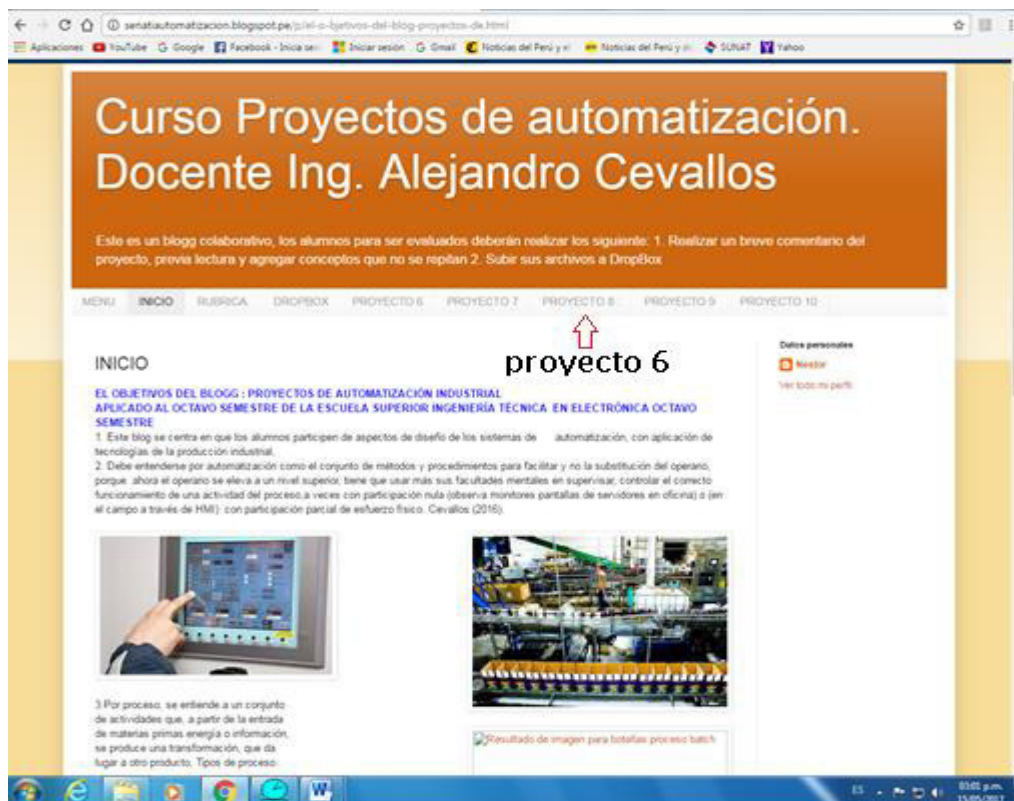 senatiautomatizacion.blogspot.pe/p/el-o-bjetivos-del-blog-proyectos-de.html
Aplicaciones YouTube Google Facebook - Inicia se Iniciar sesión Gmail Noticias del Perú y el Noticias del Perú y SUNAT Yahoo
Curso Proyectos de automatización.
Docente Ing. Alejandro Cevallos
Este es un blogg colaborativo, los alumnos para ser evaluados deberán realizar los siguiente: 1. Realizar un breve comentario del
proyecto, previa lectura y agregar conceptos que no se repitan 2. Subir sus archivos a DropBox
MENU INICIO RUBRICA DROPBOX PROYECTO 6 PROYECTO 7 PROYECTO 8 PROYECTO 9 PROYECTO 10
proyecto 6
Datos personales
Nestor
Ver todo mi perfil
INICIO
EL OBJETIVOS DEL BLOGG : PROYECTOS DE AUTOMATIZACIÓN INDUSTRIAL
APLICADO AL OCTAVO SEMESTRE DE LA ESCUELA SUPERIOR INGENIERÍA TÉCNICA EN ELECTRÓNICA OCTAVO
SEMESTRE
1. Este blog se centra en que los alumnos participen de aspectos de diseño de los sistemas de automatización, con aplicación de
tecnologías de la producción industrial.
2. Debe entenderse por automatización como el conjunto de métodos y procedimientos para facilitar y no la substitución del operario,
porque ahora el operario se eleva a un nivel superior, tiene que usar más sus facultades mentales en supervisar, controlar el correcto
funcionamiento de una actividad del proceso,a veces con participación nula (observa monitores pantallas de servidores en oficina) o (en
el campo a través de HMI): con participación parcial de esfuerzo físico. Cevallos (2016).
3.Por proceso, se entiende a un conjunto
de actividades que, a partir de la entrada
de materias primas energía o información,
se produce una transformación, que da
lugar a otro producto. Tipos de proceso
Resultado de imagen para botellas proceso batch
ES
03:01 p.m.
15/05/2017